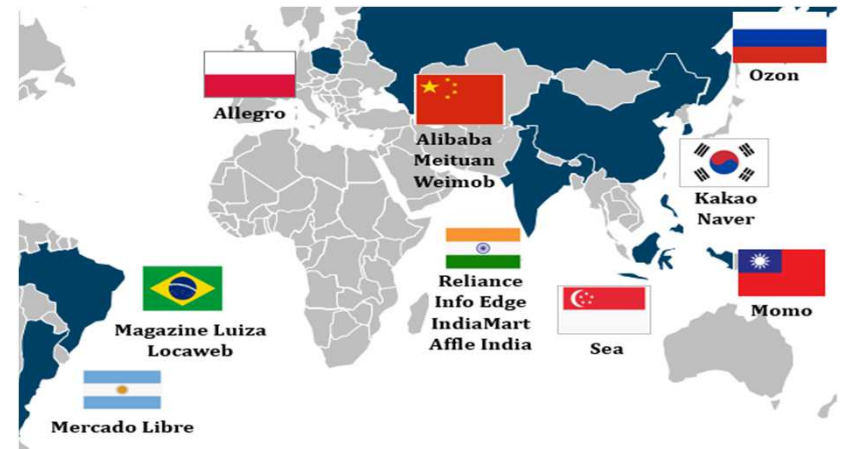 Ozon
Allegro
Alibaba
Meituan
Weimob
Kakao
Naver
Reliance
Info Edge
IndiaMart
Affle India
Momo
Sea
Magazine Luiza
Locaweb
Mercado Libre